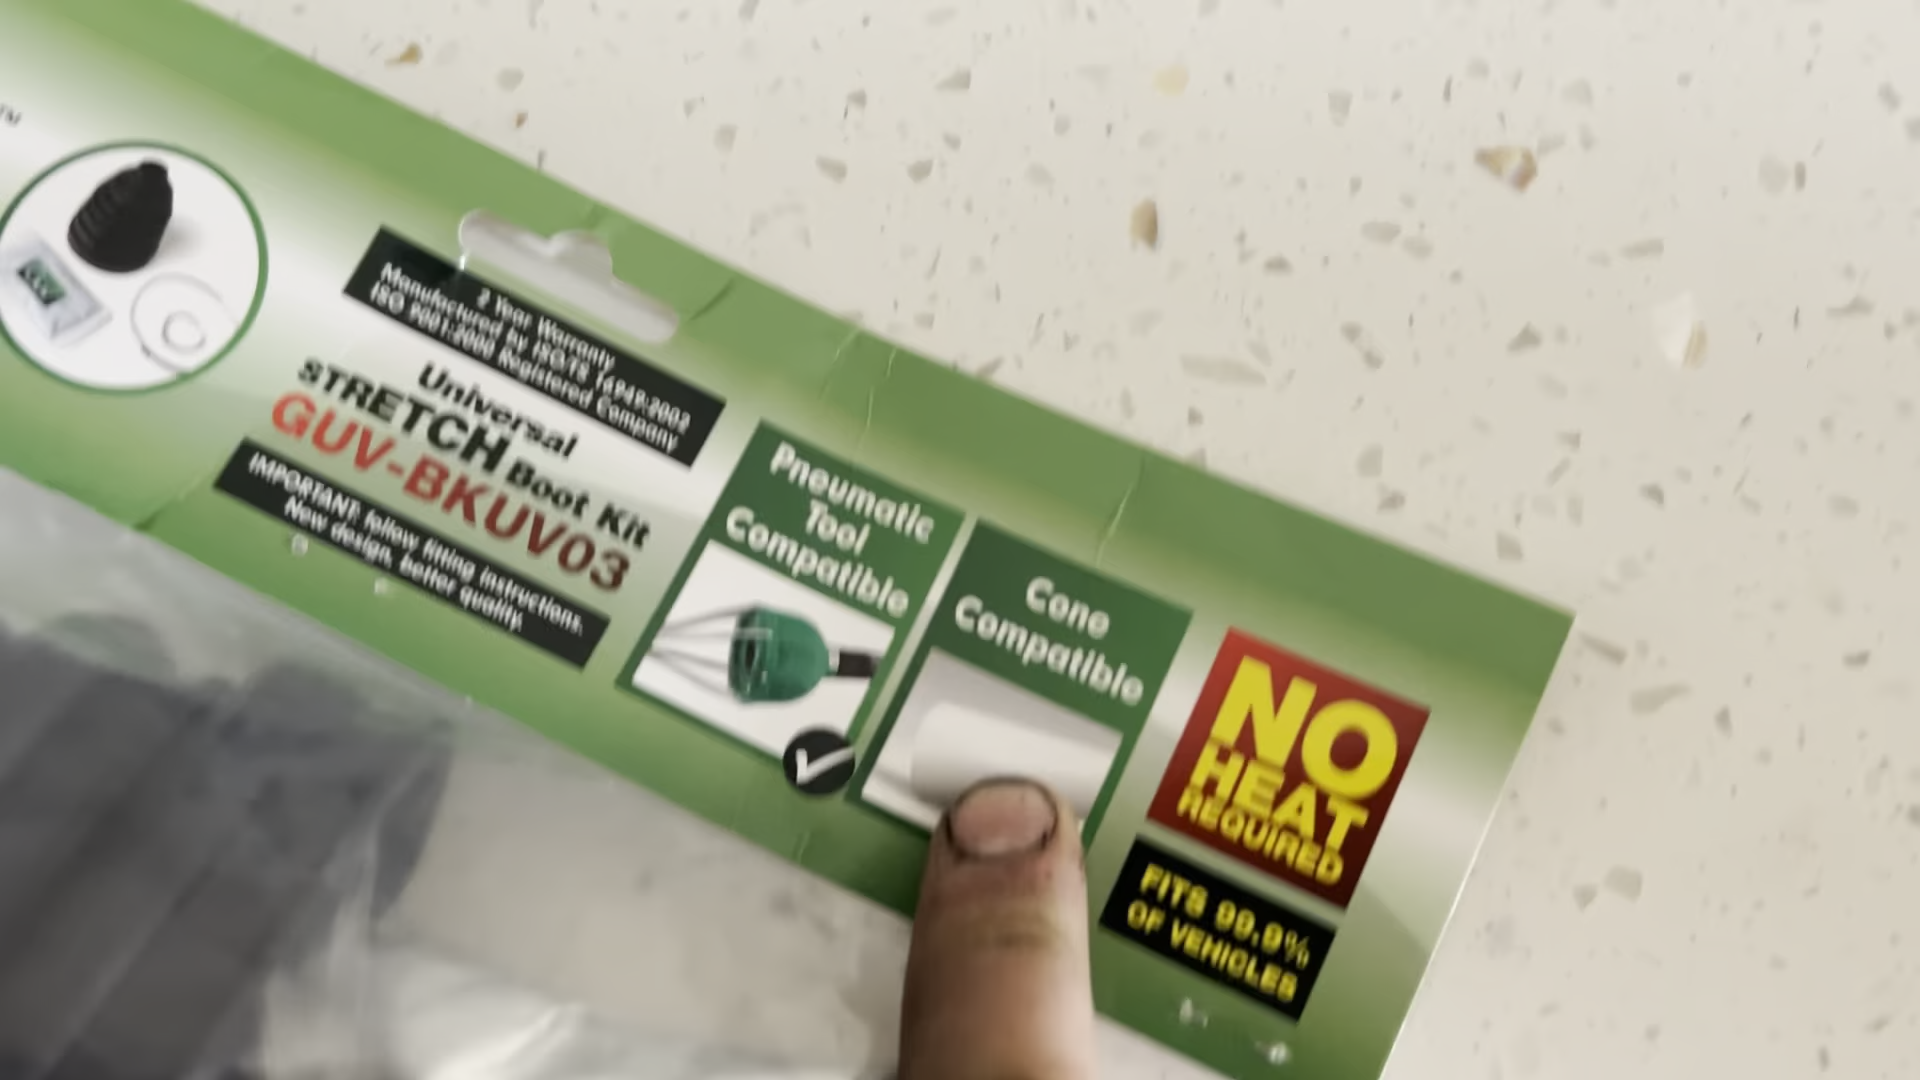 TM
2 Year Warranty
Manufactured by ISO/TS 16949:2002
ISO 9001:2000 Registered Company
Universal
STRETCH Boot Kit
GUV-BKUV03
IMPORTANT: follow fitting instructions.
New design, better quality.
Pneumatic
Tool
Compatible
Cone
Compatible
NO
HEAT
REQUIRED
FITS 99.9%
OF VEHICLES